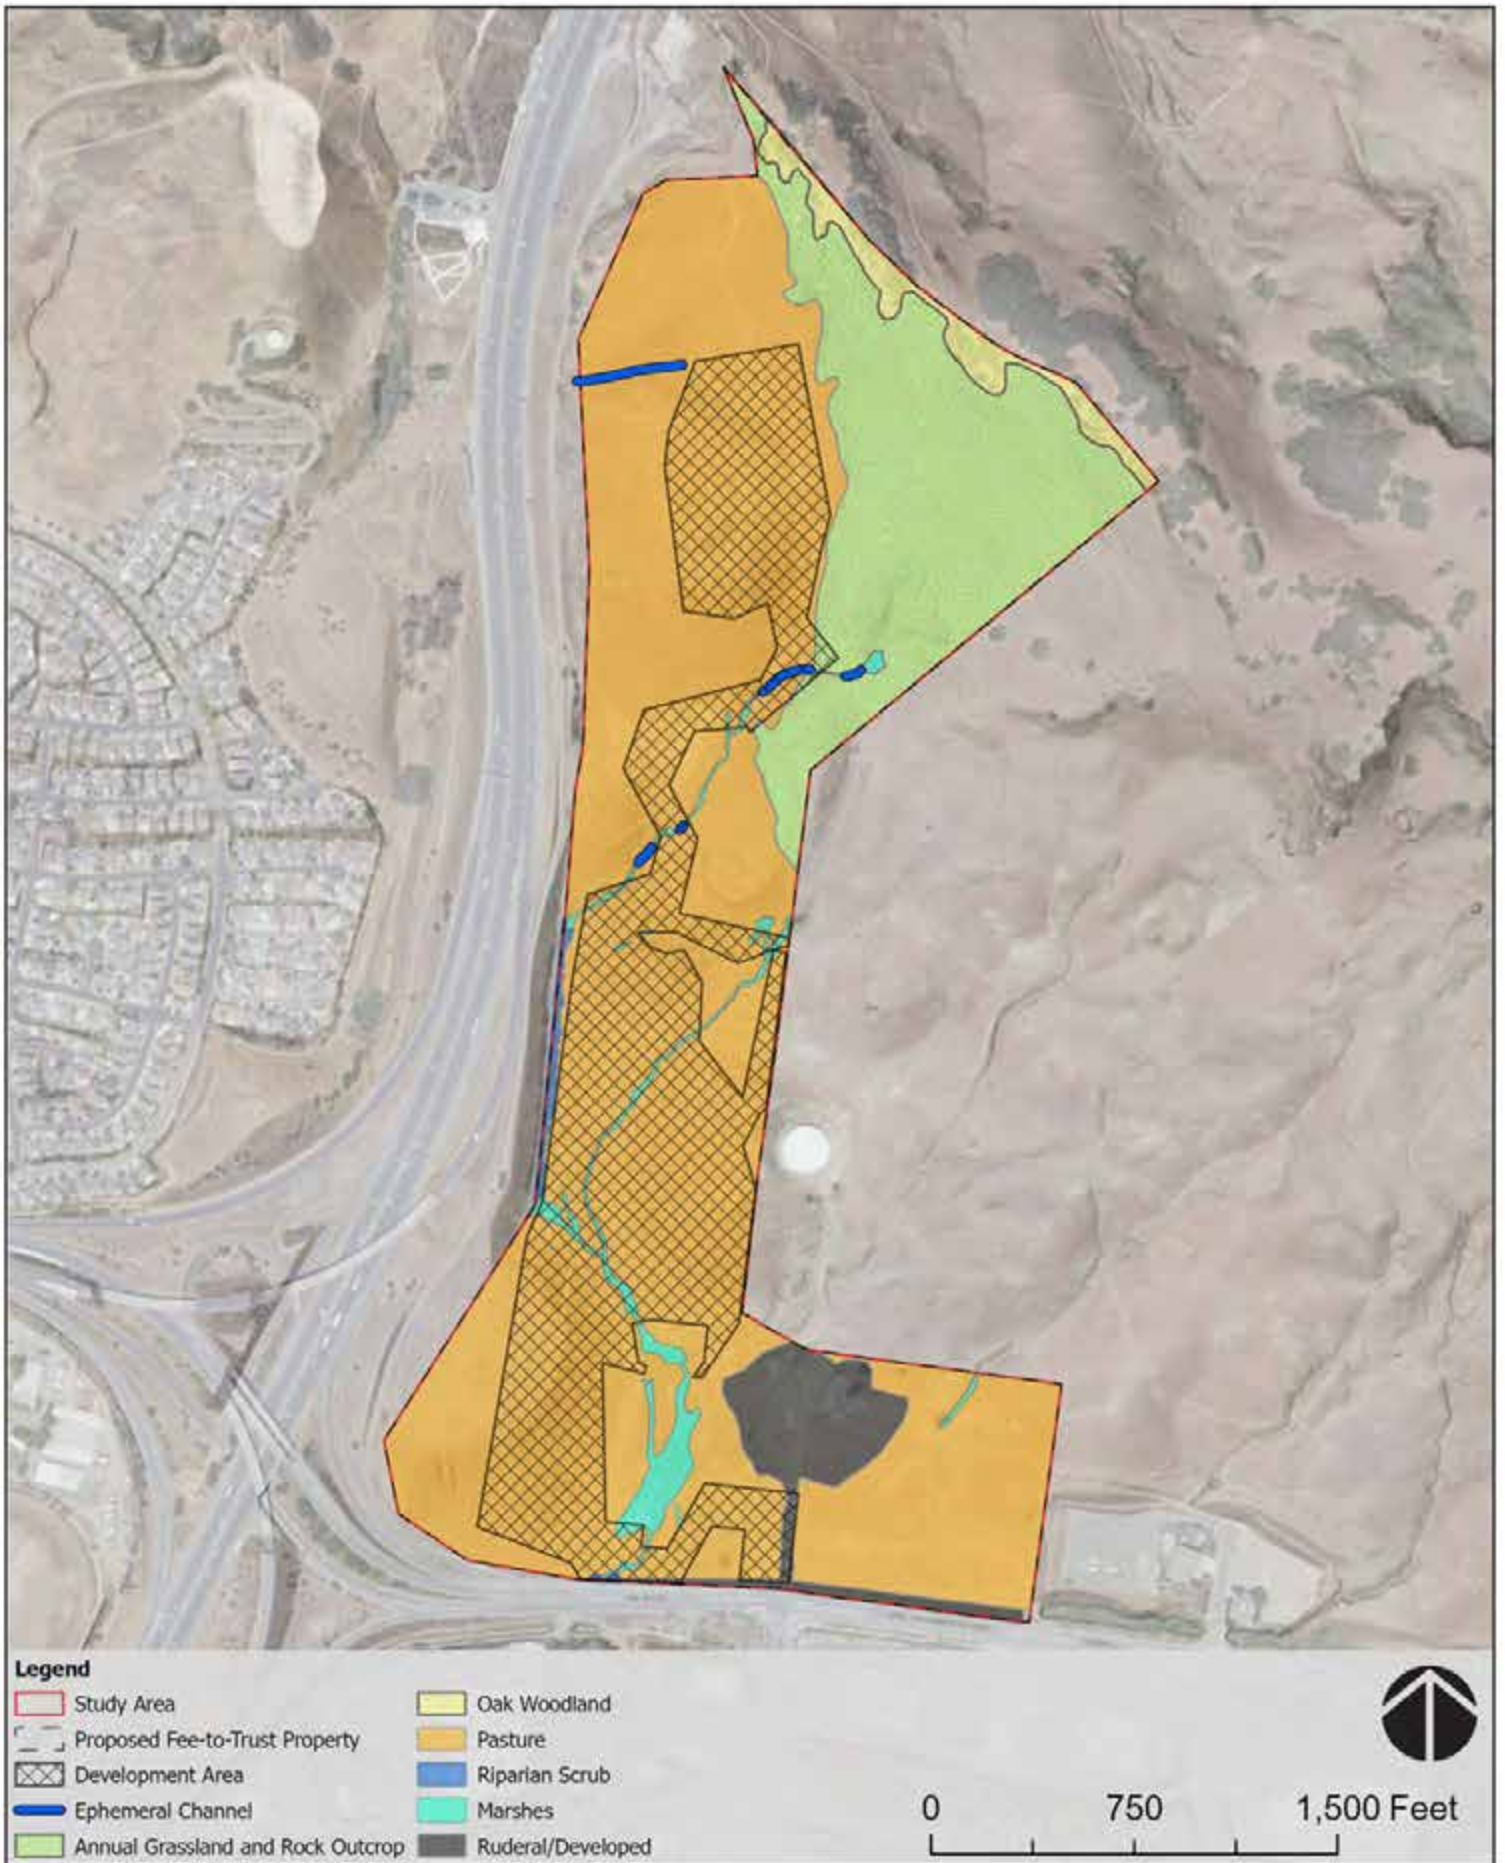 Legend
Study Area
Proposed Fee-to-Trust Property
Development Area
Ephemeral Channel
Annual Grassland and Rock Outcrop
Oak Woodland
Pasture
Riparian Scrub
Marshes
Ruderal/Developed
0 750 1,500 Feet